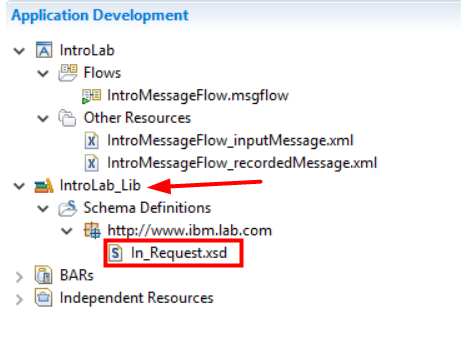 Application Development
IntroLab
Flows
IntroMessageFlow.msgflow
Other Resources
IntroMessageFlow_inputMessage.xml
IntroMessageFlow_recordedMessage.xml
IntroLab_Lib
Schema Definitions
http://www.ibm.lab.com
In_Request.xsd
BARs
Independent Resources